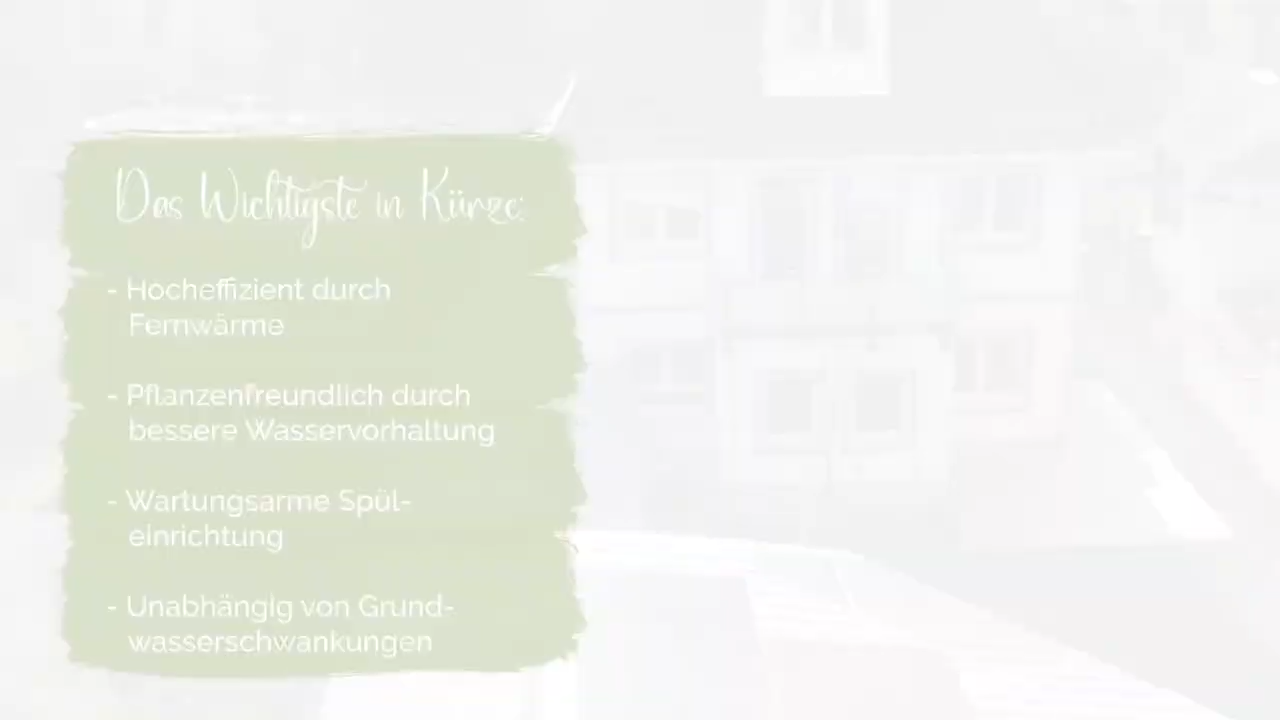 Das Wichtigste in Kürze:
- Hocheffizient durch
Fernwärme
- Pflanzenfreundlich durch
bessere Wasservorhaltung
- Wartungsarme Spül-
einrichtung
- Unabhängig von Grund-
wasserschwankungen